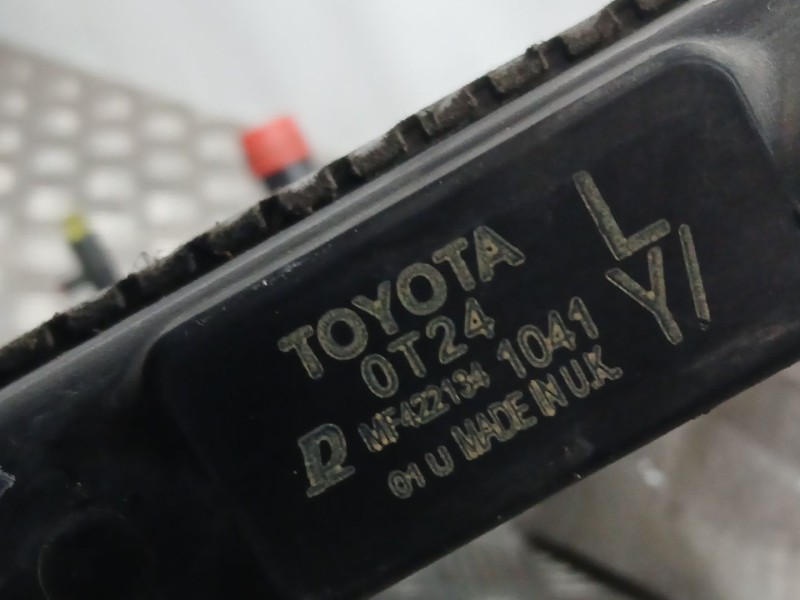 TOYOTA
L
0T24
Y/
MF422134 1041
01 U MADE IN U.K.